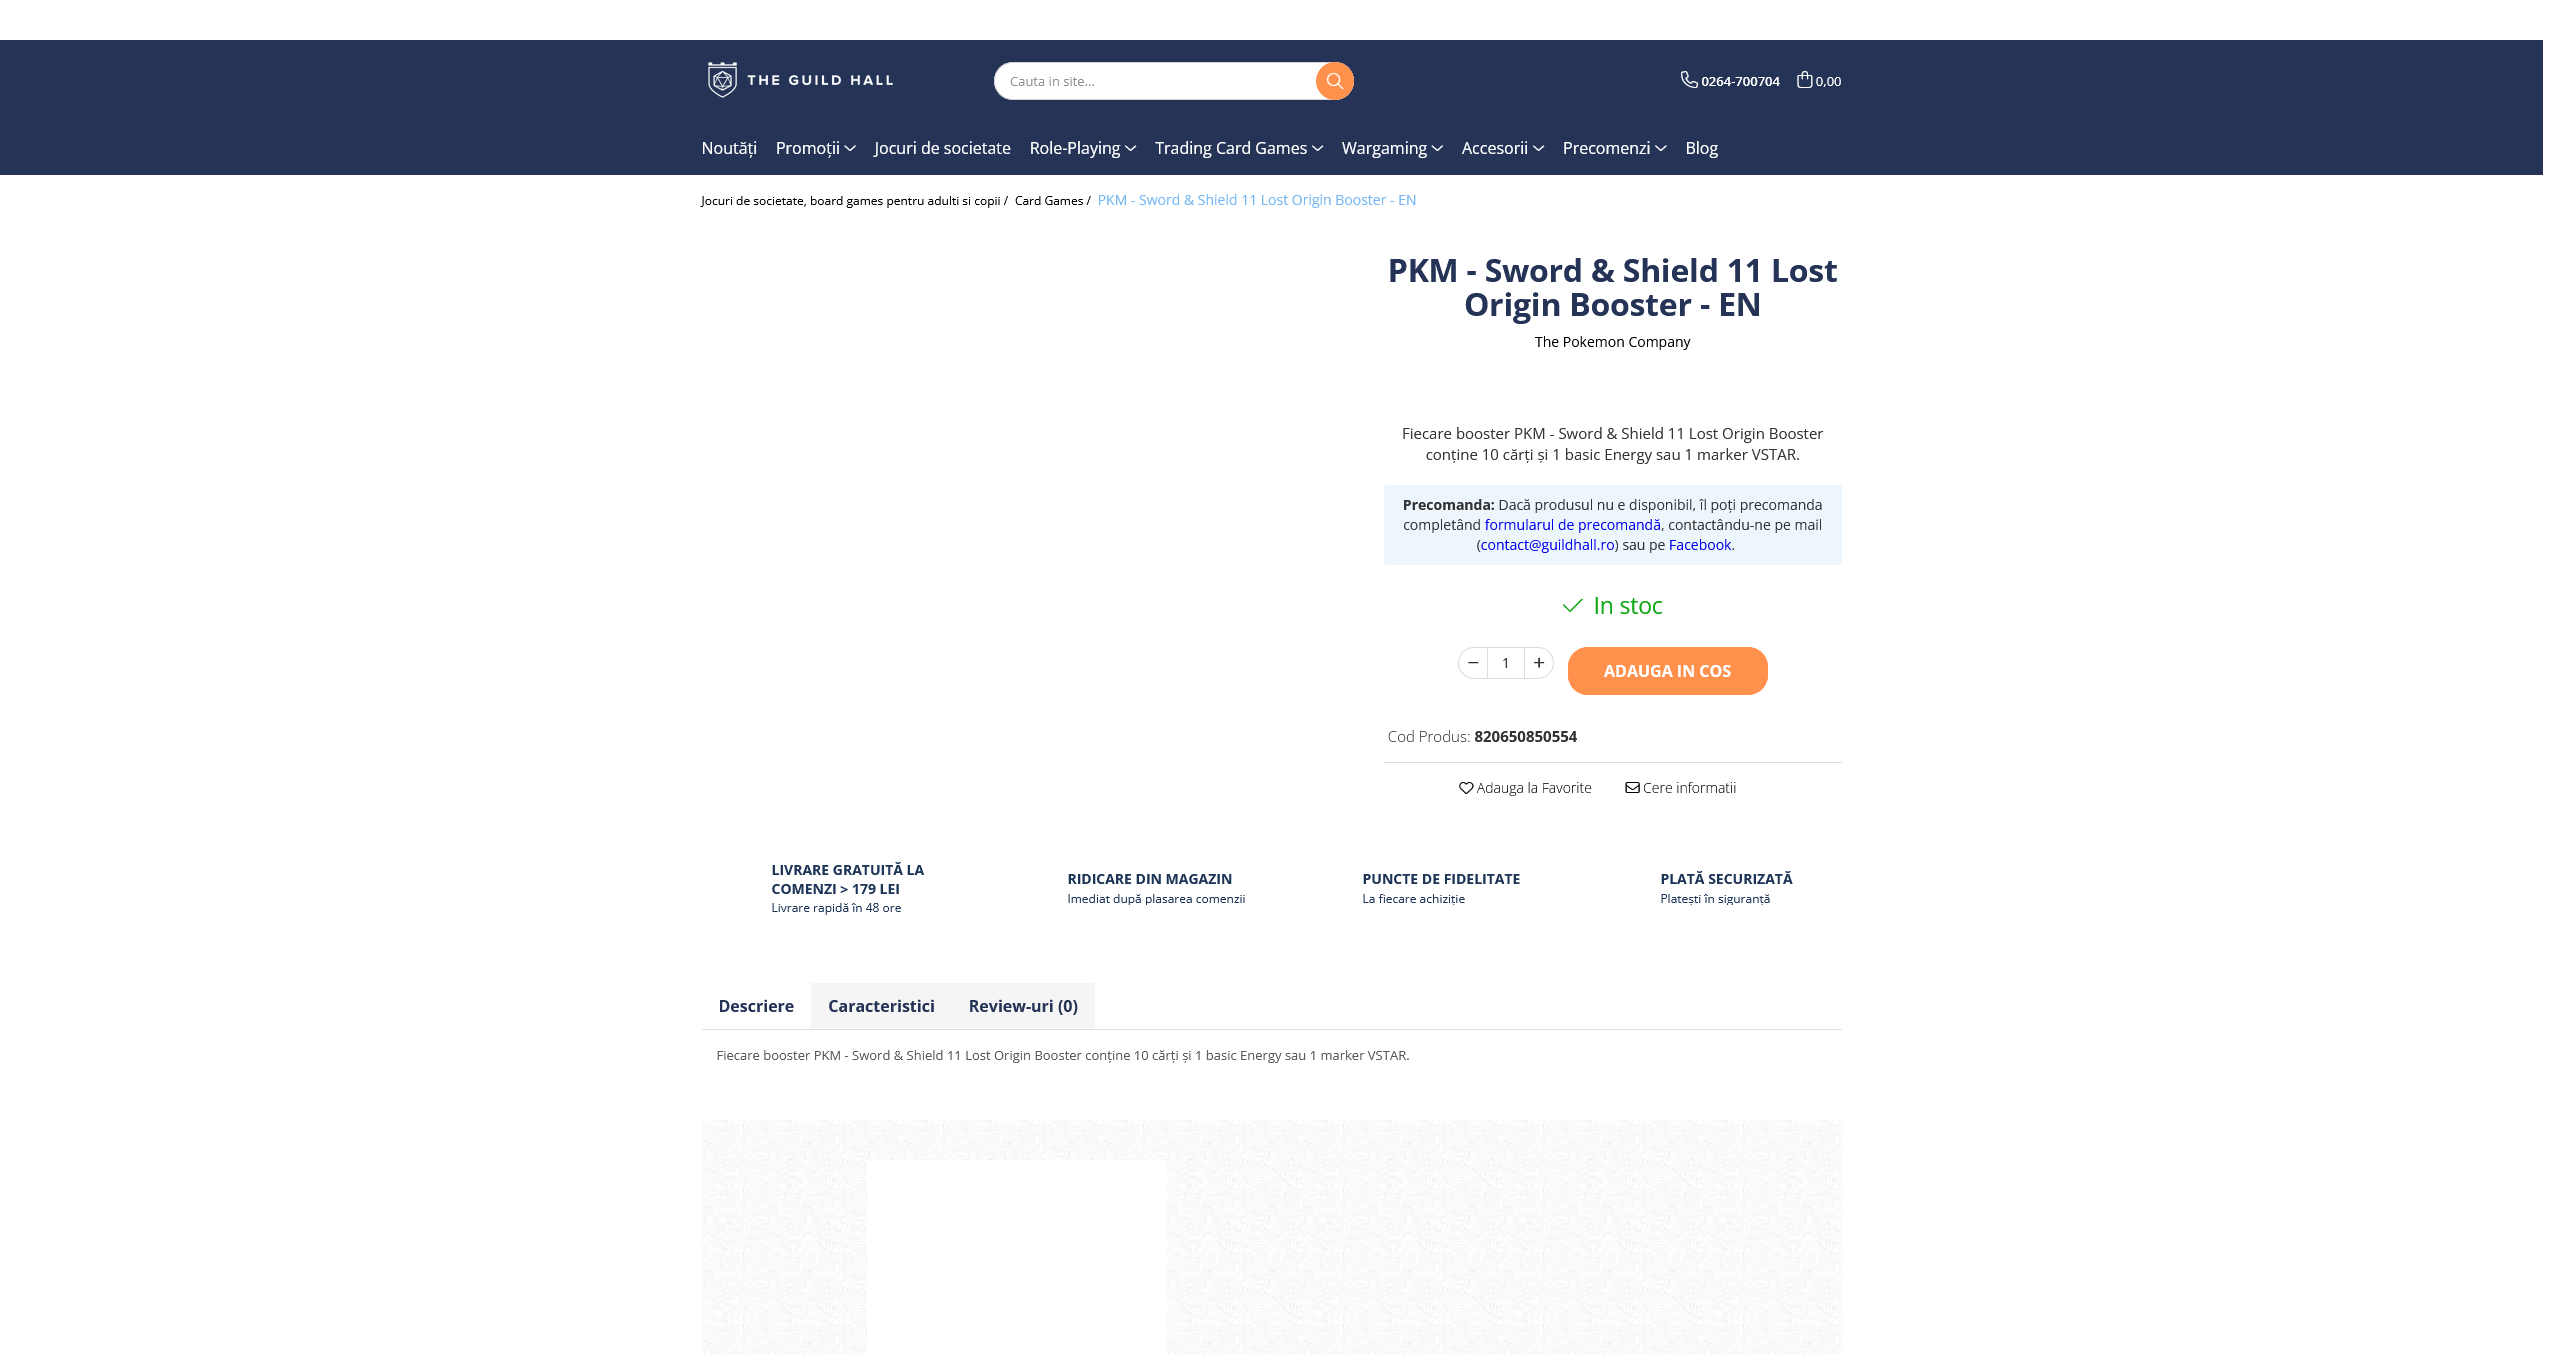 THE GUILD HALL
Cauta in site...
0264-700704
0,00
Noutăți Promoții Jocuri de societate Role-Playing Trading Card Games Wargaming Accesorii Precomenzi Blog
Jocuri de societate, board games pentru adulti si copii / Card Games / PKM - Sword & Shield 11 Lost Origin Booster - EN
PKM - Sword & Shield 11 Lost
Origin Booster - EN
The Pokemon Company
Fiecare booster PKM - Sword & Shield 11 Lost Origin Booster
conține 10 cărți și 1 basic Energy sau 1 marker VSTAR.
Precomanda: Dacă produsul nu e disponibil, îl poți precomanda
completând formularul de precomandă, contactându-ne pe mail
(contact@guildhall.ro) sau pe Facebook.
In stoc
1
ADAUGA IN COS
Cod Produs: 820650850554
Adauga la Favorite Cere informatii
LIVRARE GRATUITĂ LA
COMENZI > 179 LEI
Livrare rapidă în 48 ore
RIDICARE DIN MAGAZIN
Imediat după plasarea comenzii
PUNCTE DE FIDELITATE
La fiecare achiziție
PLATĂ SECURIZATĂ
Platești în siguranță
Descriere Caracteristici Review-uri (0)
Fiecare booster PKM - Sword & Shield 11 Lost Origin Booster conține 10 cărți și 1 basic Energy sau 1 marker VSTAR.